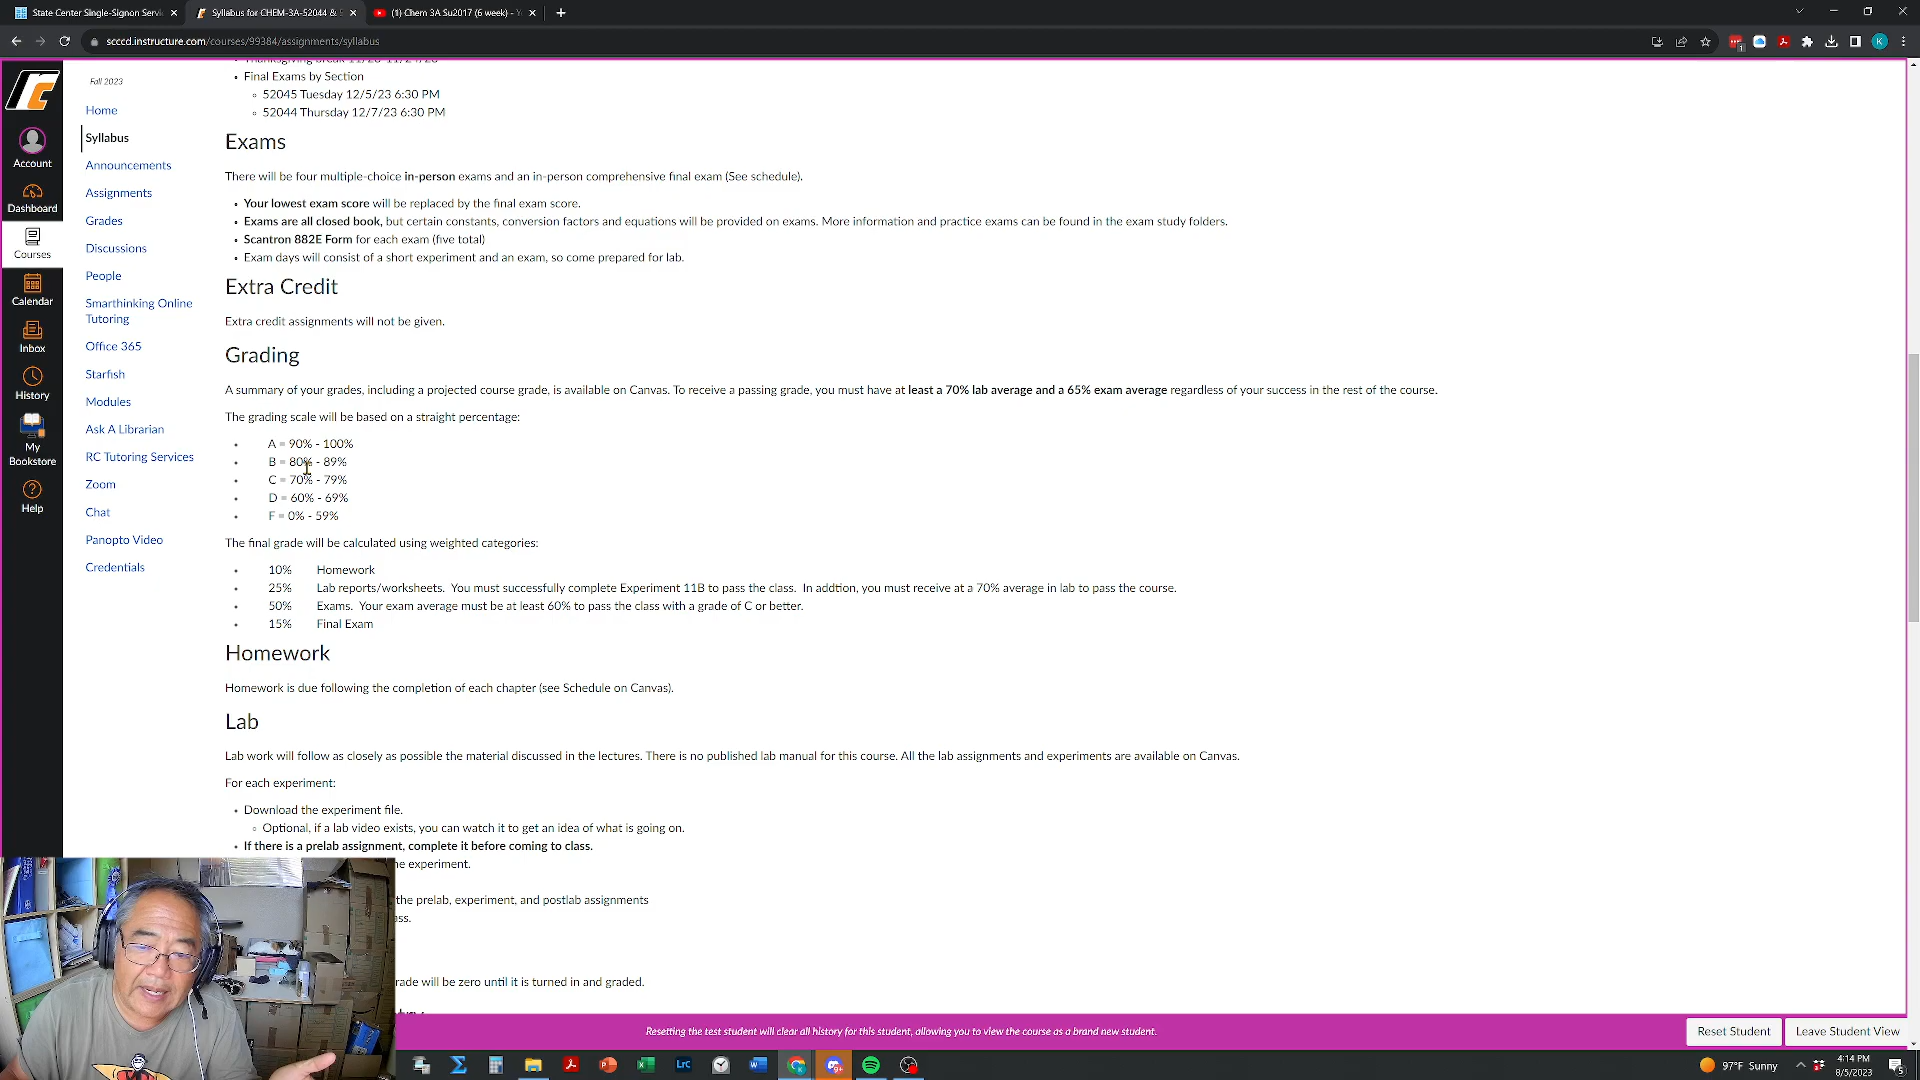 State Center Single-Signon Servi
Syllabus for CHEM-3A-52044 &
(1) Chem 3A Su2017 (6 week) -
scccd.instructure.com/courses/99384/assignments/syllabus
Fall 2023
Home
Syllabus
Announcements
Assignments
Grades
Discussions
People
Smarthinking Online
Tutoring
Office 365
Starfish
Modules
Ask A Librarian
RC Tutoring Services
Zoom
Chat
Panopto Video
Credentials
Account
Dashboard
Courses
Calendar
Inbox
History
My
Bookstore
Help
Final Exams by Section
52045 Tuesday 12/5/23 6:30 PM
52044 Thursday 12/7/23 6:30 PM
Exams
There will be four multiple-choice in-person exams and an in-person comprehensive final exam (See schedule).
Your lowest exam score will be replaced by the final exam score.
Exams are all closed book, but certain constants, conversion factors and equations will be provided on exams. More information and practice exams can be found in the exam study folders.
Scantron 882E Form for each exam (five total)
Exam days will consist of a short experiment and an exam, so come prepared for lab.
Extra Credit
Extra credit assignments will not be given.
Grading
A summary of your grades, including a projected course grade, is available on Canvas. To receive a passing grade, you must have at least a 70% lab average and a 65% exam average regardless of your success in the rest of the course.
The grading scale will be based on a straight percentage:
A = 90% - 100%
B = 80% - 89%
C = 70% - 79%
D = 60% - 69%
F = 0% - 59%
The final grade will be calculated using weighted categories:
10% Homework
25% Lab reports/worksheets. You must successfully complete Experiment 11B to pass the class. In addtion, you must receive at a 70% average in lab to pass the course.
50% Exams. Your exam average must be at least 60% to pass the class with a grade of C or better.
15% Final Exam
Homework
Homework is due following the completion of each chapter (see Schedule on Canvas).
Lab
Lab work will follow as closely as possible the material discussed in the lectures. There is no published lab manual for this course. All the lab assignments and experiments are available on Canvas.
For each experiment:
Download the experiment file.
Optional, if a lab video exists, you can watch it to get an idea of what is going on.
If there is a prelab assignment, complete it before coming to class.
he experiment.
the prelab, experiment, and postlab assignments
ass.
rade will be zero until it is turned in and graded.
Resetting the test student will clear all history for this student, allowing you to view the course as a brand new student.
Reset Student
Leave Student View
97°F Sunny
4:14 PM
8/5/2023